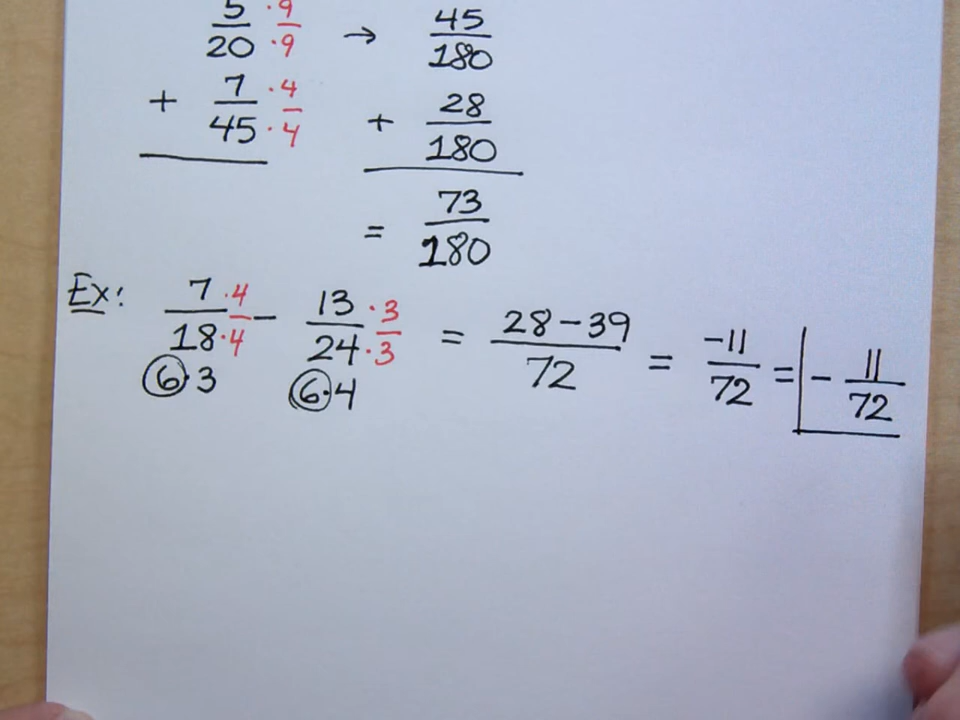 5/20 ·9/·9 → 45/180
+ 7/45 ·4/·4 + 28/180
= 73/180
Ex: 7/18 ·4/·4 − 13/24 ·3/·3 = 28−39/72 = −11/72 = − 11/72
6·3 6·4